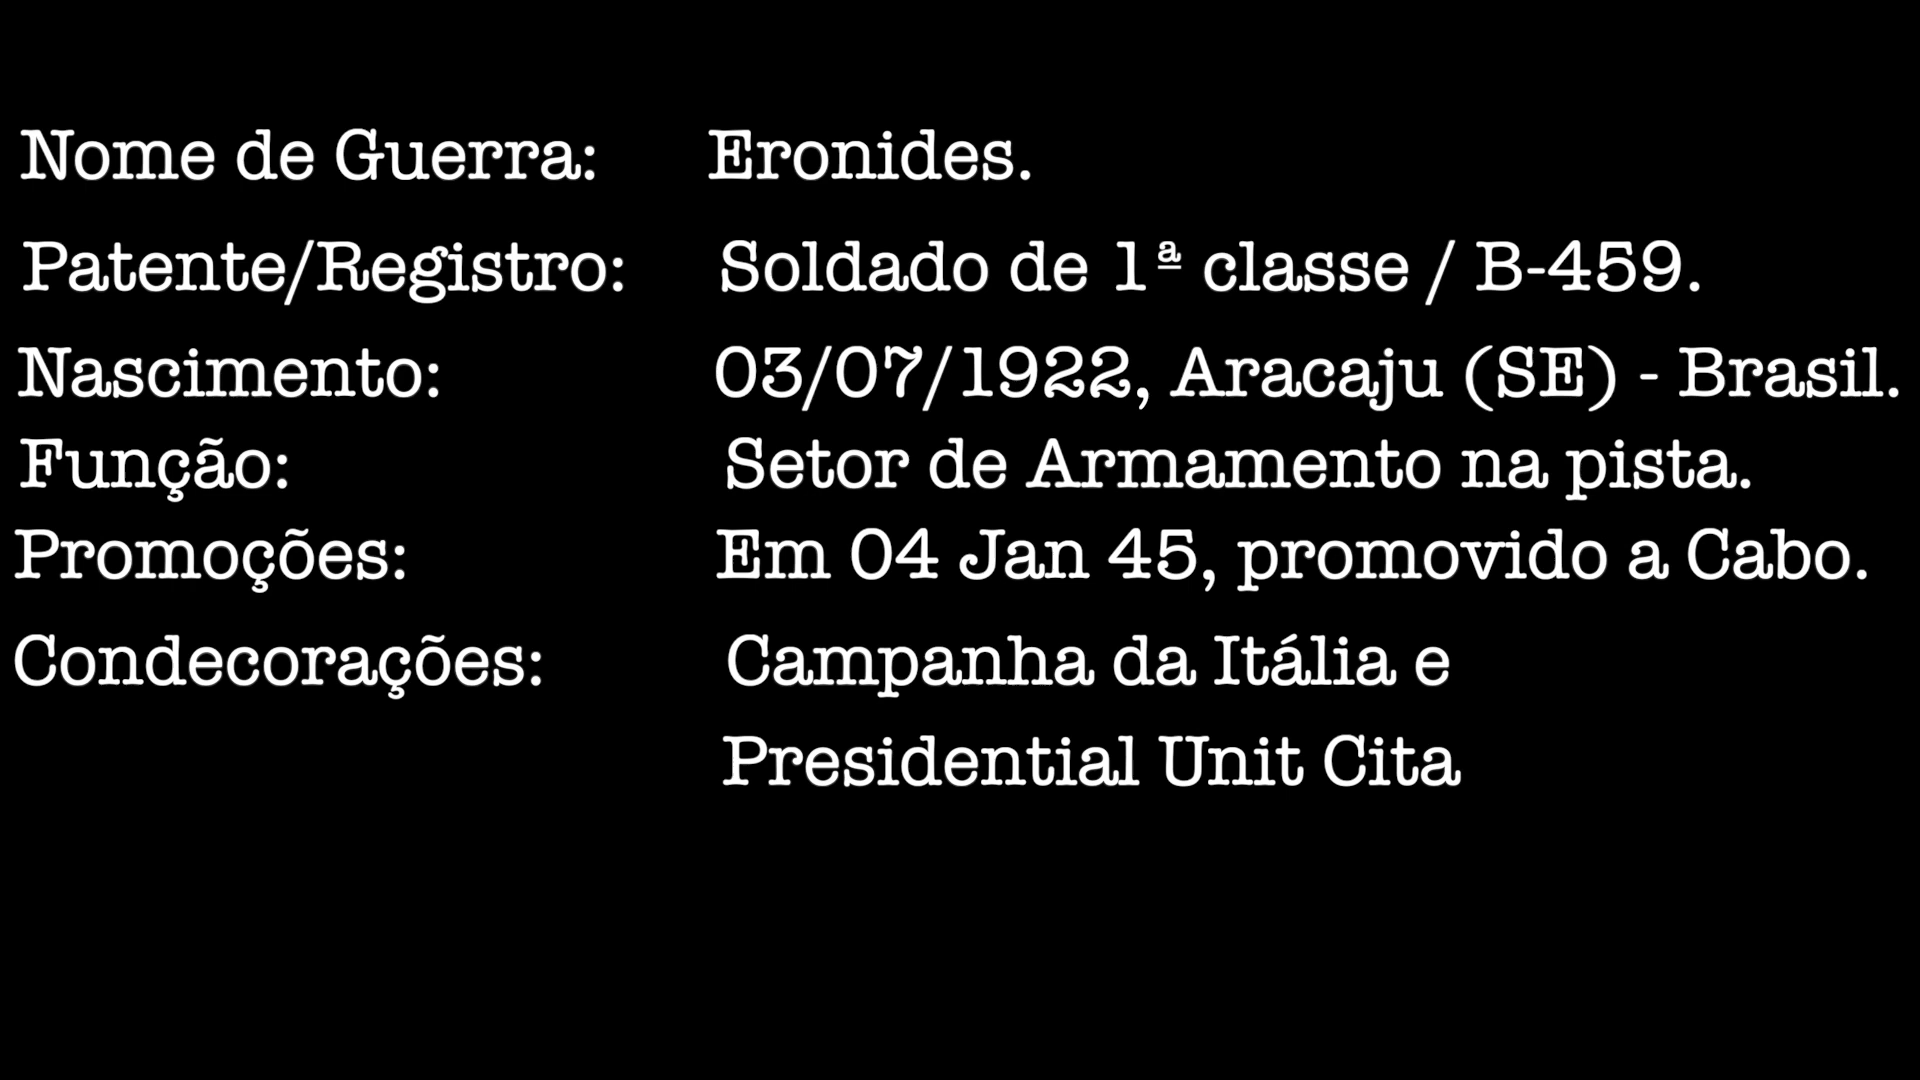 Nome de Guerra: Eronides.
Patente/Registro: Soldado de 1ª classe / B-459.
Nascimento: 03/07/1922, Aracaju (SE) - Brasil.
Função: Setor de Armamento na pista.
Promoções: Em 04 Jan 45, promovido a Cabo.
Condecorações: Campanha da Itália e
Presidential Unit Cita